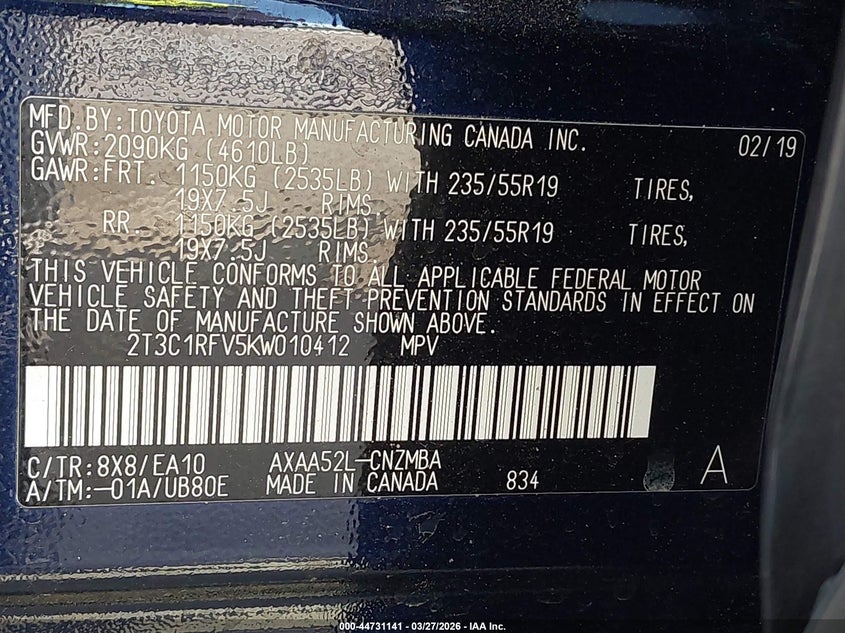 MFD.BY:TOYOTA MOTOR MANUFACTURING CANADA INC. 02/19
GVWR:2090KG (4610LB)
GAWR:FRT. 1150KG (2535LB) WITH 235/55R19 TIRES,
19X7.5J RIMS
RR. 1150KG (2535LB) WITH 235/55R19 TIRES,
19X7.5J RIMS.
THIS VEHICLE CONFORMS TO ALL APPLICABLE FEDERAL MOTOR
VEHICLE SAFETY AND THEFT PREVENTION STANDARDS IN EFFECT ON
THE DATE OF MANUFACTURE SHOWN ABOVE.
2T3C1RFV5KW010412 MPV
C/TR:8X8/EA10 AXAA52L-CNZMBA A
A/TM:-01A/UB80E MADE IN CANADA 834
000-44731141 - 03/27/2026 - IAA Inc.